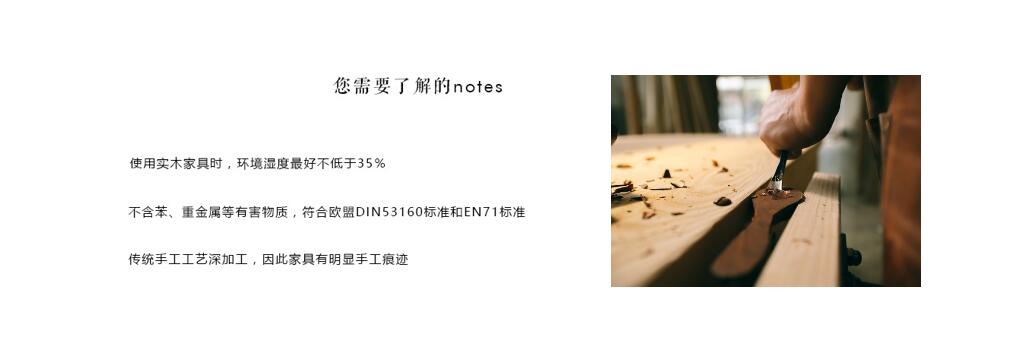 您需要了解的notes
使用实木家具时，环境湿度最好不低于35%
不含苯、重金属等有害物质，符合欧盟DIN53160标准和EN71标准
传统手工工艺深加工，因此家具有明显手工痕迹